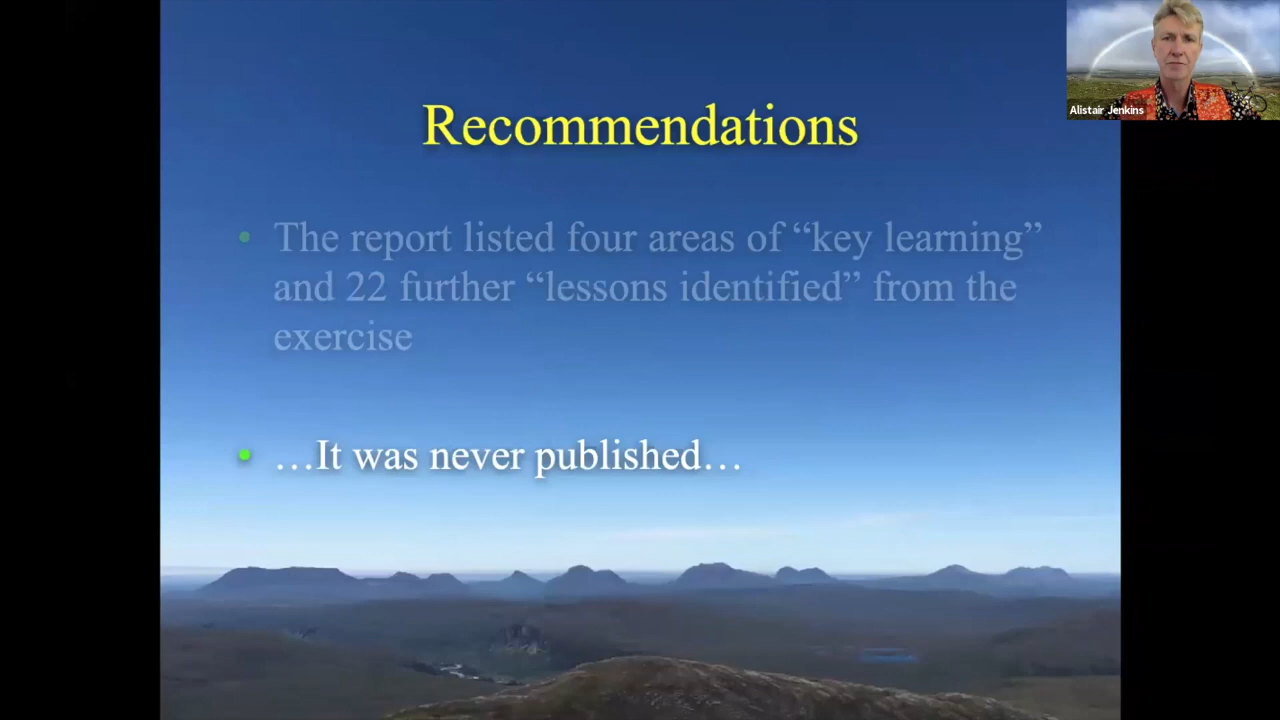 Alistair Jenkins
Recommendations
• The report listed four areas of “key learning”
and 22 further “lessons identified” from the
exercise
• …It was never published…